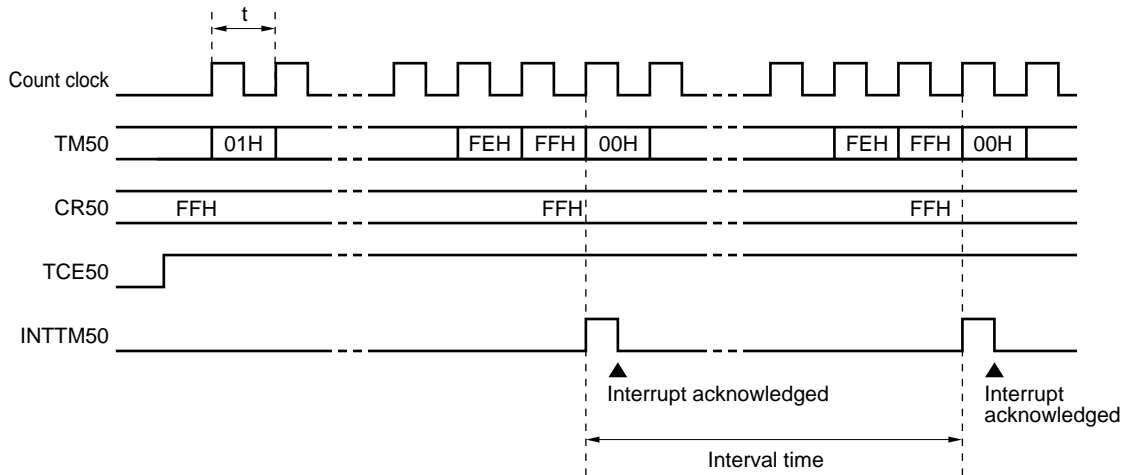 t
Count clock
TM50 01H FEH FFH 00H FEH FFH 00H
CR50 FFH FFH FFH
TCE50
INTTM50
Interrupt acknowledged Interrupt
acknowledged
Interval time